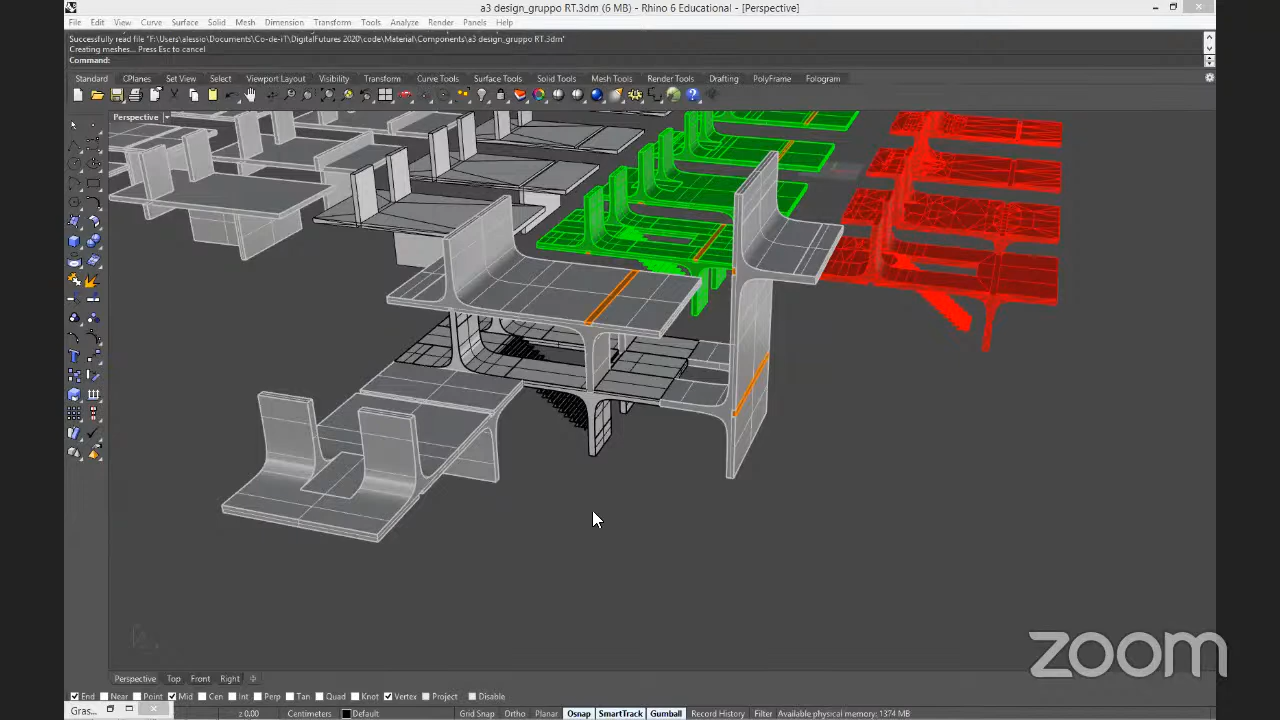 a3 design_gruppo RT.3dm (6 MB) - Rhino 6 Educational - [Perspective]
File Edit View Curve Surface Solid Mesh Dimension Transform Tools Analyze Render Panels Help
Successfully read file "F:\Users\alessio\Documents\Co-de-iT\DigitalFutures 2020\code\Material\Components\a3 design_gruppo RT.3dm"
Creating meshes... Press Esc to cancel
Command:
Standard CPlanes Set View Select Viewport Layout Visibility Transform Curve Tools Surface Tools Solid Tools Mesh Tools Render Tools Drafting PolyFrame Fologram
Perspective
zoom
Perspective Top Front Right
End Near Point Mid Cen Int Perp Tan Quad Knot Vertex Project Disable
Gras... z 0.00 Centimeters Default Grid Snap Ortho Planar Osnap SmartTrack Gumball Record History Filter Available physical memory: 1374 MB